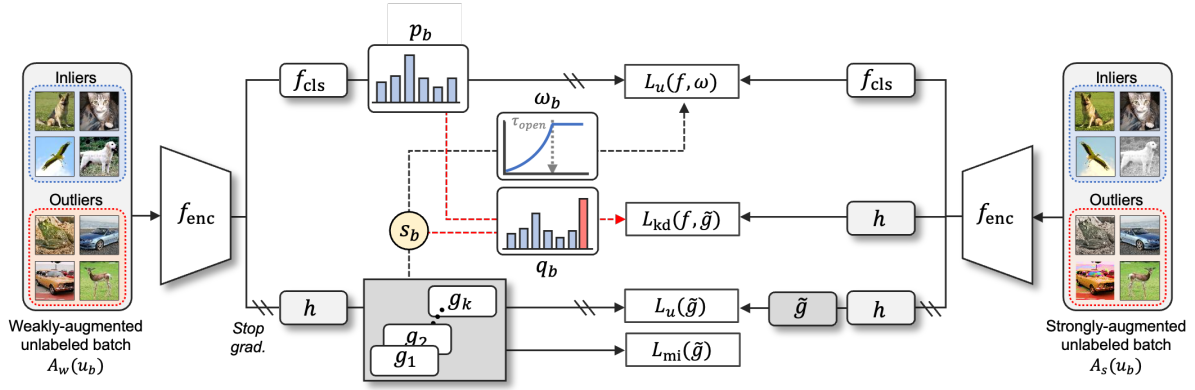 Inliers
Outliers
Weakly-augmented
unlabeled batch
A_w(u_b)
f_enc
Stop
grad.
f_cls
h
p_b
s_b
ω_b
τ_open
q_b
g_k
g_2
g_1
L_u(f, ω)
L_kd(f, g̃)
L_u(g̃)
L_mi(g̃)
f_cls
h
g̃
h
f_enc
Inliers
Outliers
Strongly-augmented
unlabeled batch
A_s(u_b)